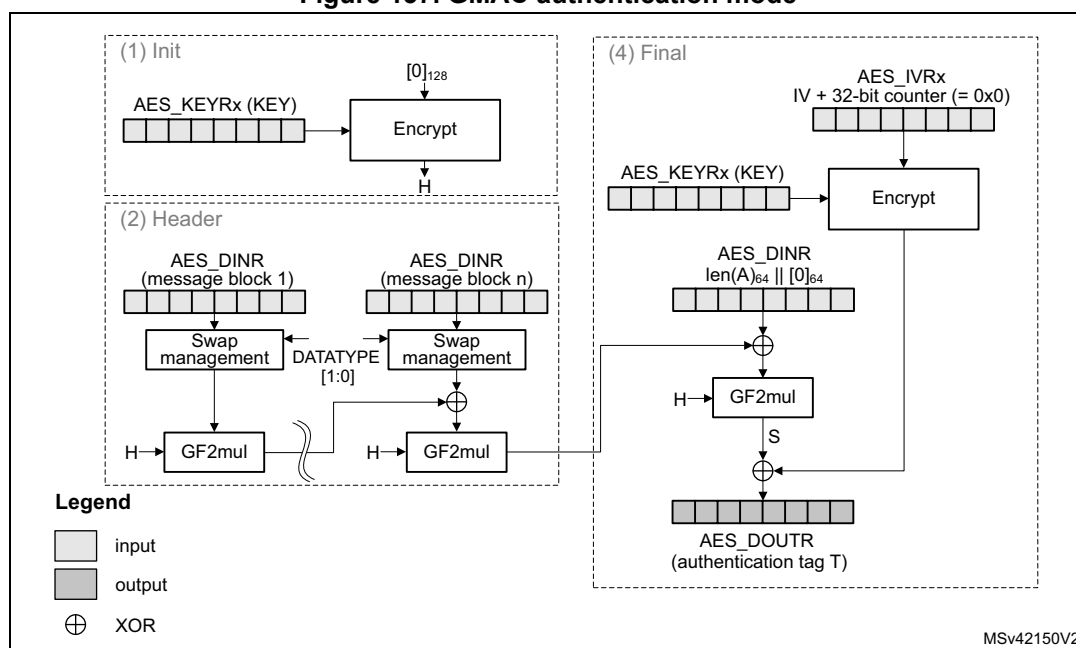 Figure 157. GMAC authentication mode
(1) Init
[0]128
AES_KEYRx (KEY)
Encrypt
H
(2) Header
AES_DINR
(message block 1)
AES_DINR
(message block n)
Swap
management
DATATYPE
[1:0]
Swap
management
H
GF2mul
H
GF2mul
(4) Final
AES_IVRx
IV + 32-bit counter (= 0x0)
AES_KEYRx (KEY)
Encrypt
AES_DINR
len(A)64 || [0]64
H
GF2mul
S
AES_DOUTR
(authentication tag T)
Legend
input
output
XOR
MSv42150V2